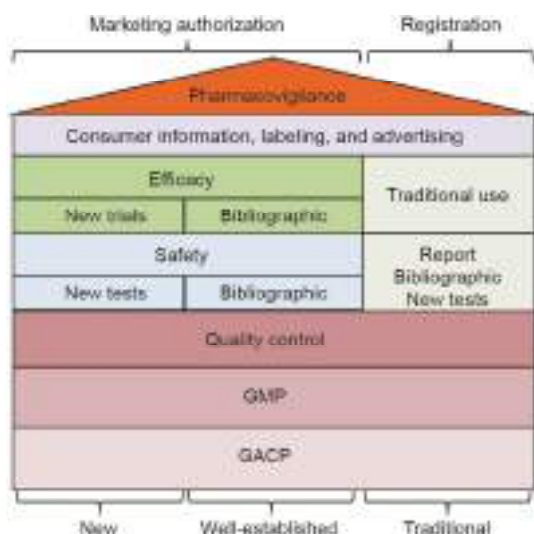 Marketing authorization Registration
Pharmacovigilance
Consumer information, labeling, and advertising
Efficacy
Traditional use
New trials Bibliographic
Safety
Report
Bibliographic
New tests
New tests Bibliographic
Quality control
GMP
GACP
New Well-established Traditional